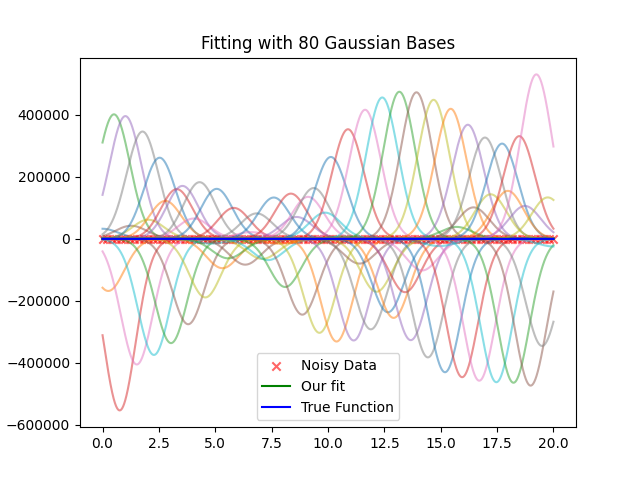 Fitting with 80 Gaussian Bases
400000
200000
0
−200000
−400000
−600000
Noisy Data
Our fit
True Function
0.0 2.5 5.0 7.5 10.0 12.5 15.0 17.5 20.0